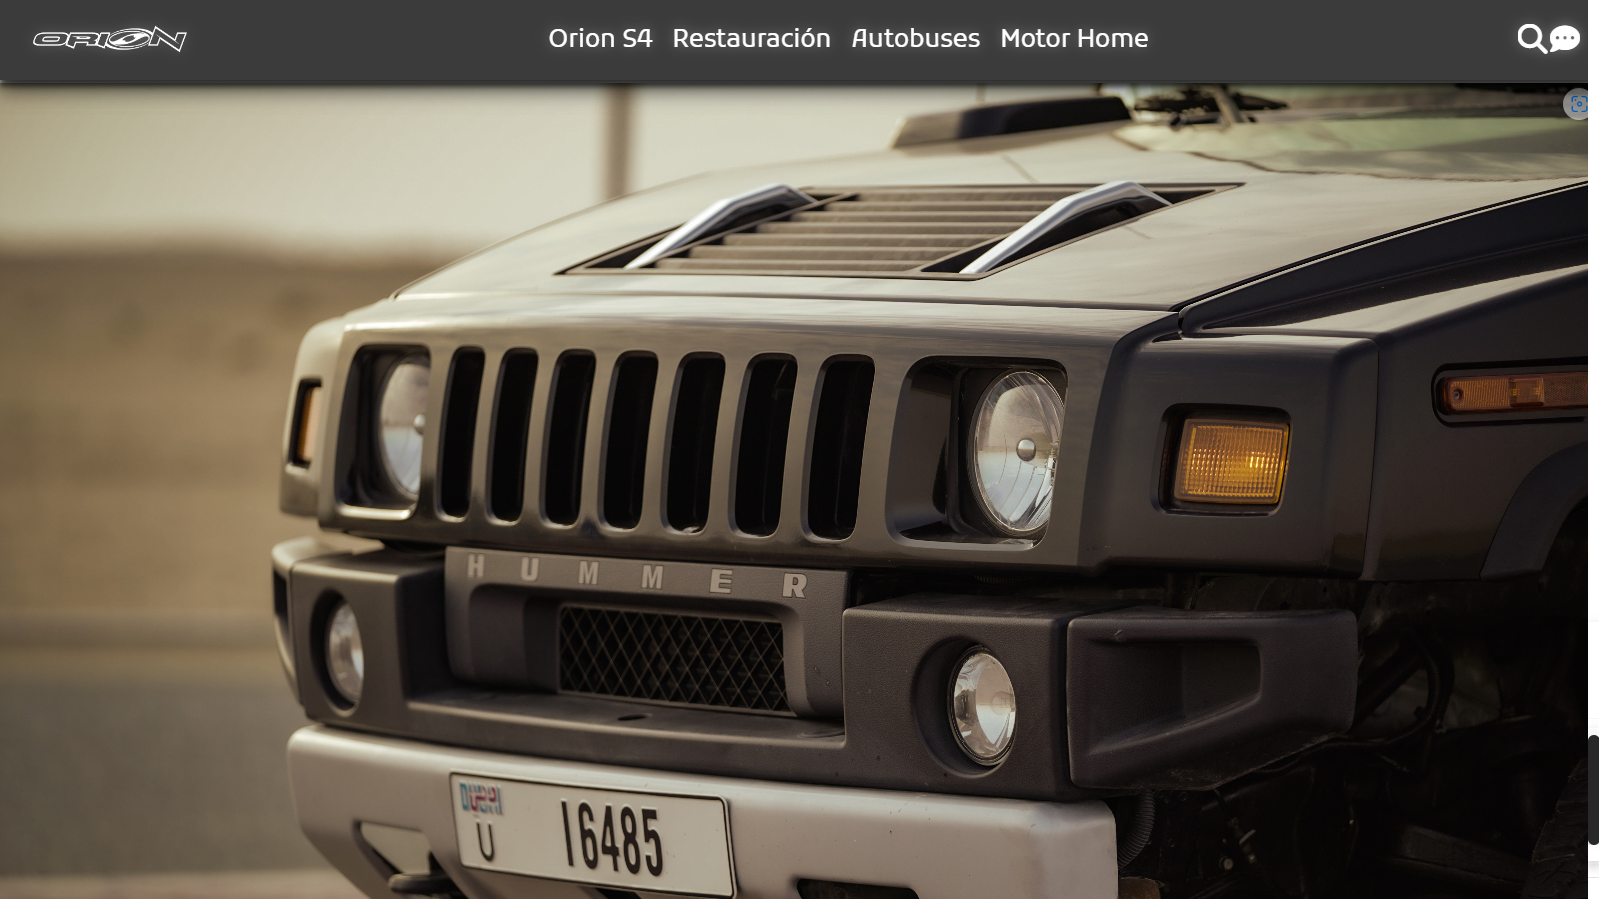 ORION
Orion S4 Restauración Autobuses Motor Home
HUMMER
DUBAI
U 16485